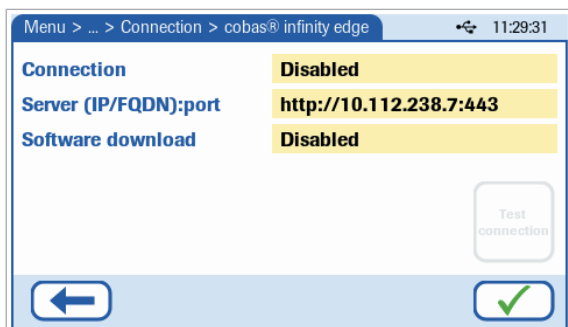 Menu > ... > Connection > cobas® infinity edge 11:29:31
Connection Disabled
Server (IP/FQDN):port http://10.112.238.7:443
Software download Disabled
Test
connection